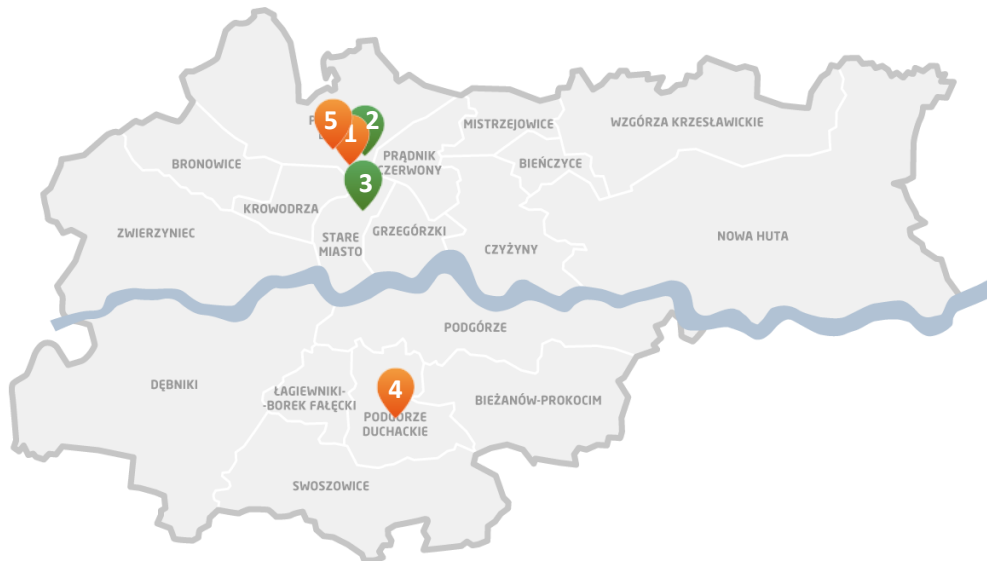 5
2
1
3
4
MISTRZEJOWICE
WZGÓRZA KRZESŁAWICKIE
BRONOWICE
PRĄDNIK
CZERWONY
BIEŃCZYCE
KROWODRZA
ZWIERZYNIEC
STARE
MIASTO
GRZEGÓRZKI
CZYŻYNY
NOWA HUTA
PODGÓRZE
DĘBNIKI
ŁAGIEWNIKI-
-BOREK FAŁĘCKI
PODGÓRZE
DUCHACKIE
BIEŻANÓW-PROKOCIM
SWOSZOWICE